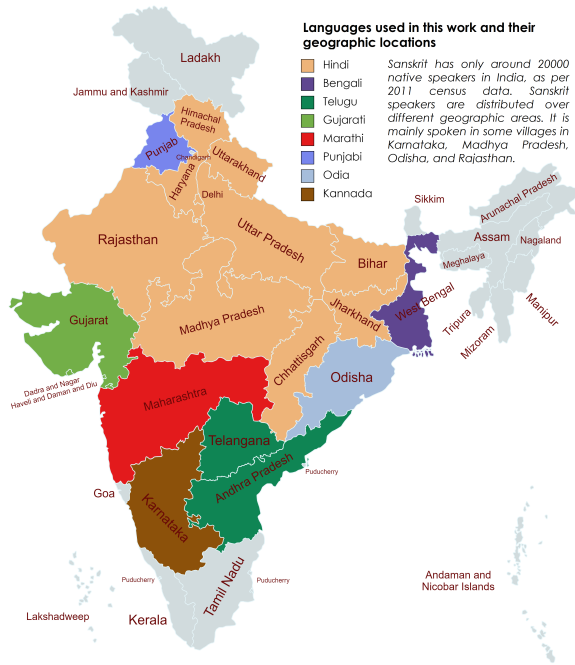 Languages used in this work and their
geographic locations
Hindi
Bengali
Telugu
Gujarati
Marathi
Punjabi
Odia
Kannada
Sanskrit has only around 20000
native speakers in India, as per
2011 census data. Sanskrit
speakers are distributed over
different geographic areas. It is
mainly spoken in some villages in
Karnataka, Madhya Pradesh,
Odisha, and Rajasthan.
Ladakh
Jammu and Kashmir
Himachal
Pradesh
Punjab
Chandigarh
Uttarakhand
Haryana
Delhi
Sikkim
Arunachal Pradesh
Rajasthan
Uttar Pradesh
Bihar
Assam
Nagaland
Meghalaya
Gujarat
Madhya Pradesh
Jharkhand
West Bengal
Tripura
Mizoram
Manipur
Chhattisgarh
Dadra and Nagar
Haveli and Daman and Diu
Maharashtra
Odisha
Telangana
Andhra Pradesh
Puducherry
Goa
Karnataka
Puducherry
Tamil Nadu
Puducherry
Andaman and
Nicobar Islands
Lakshadweep
Kerala